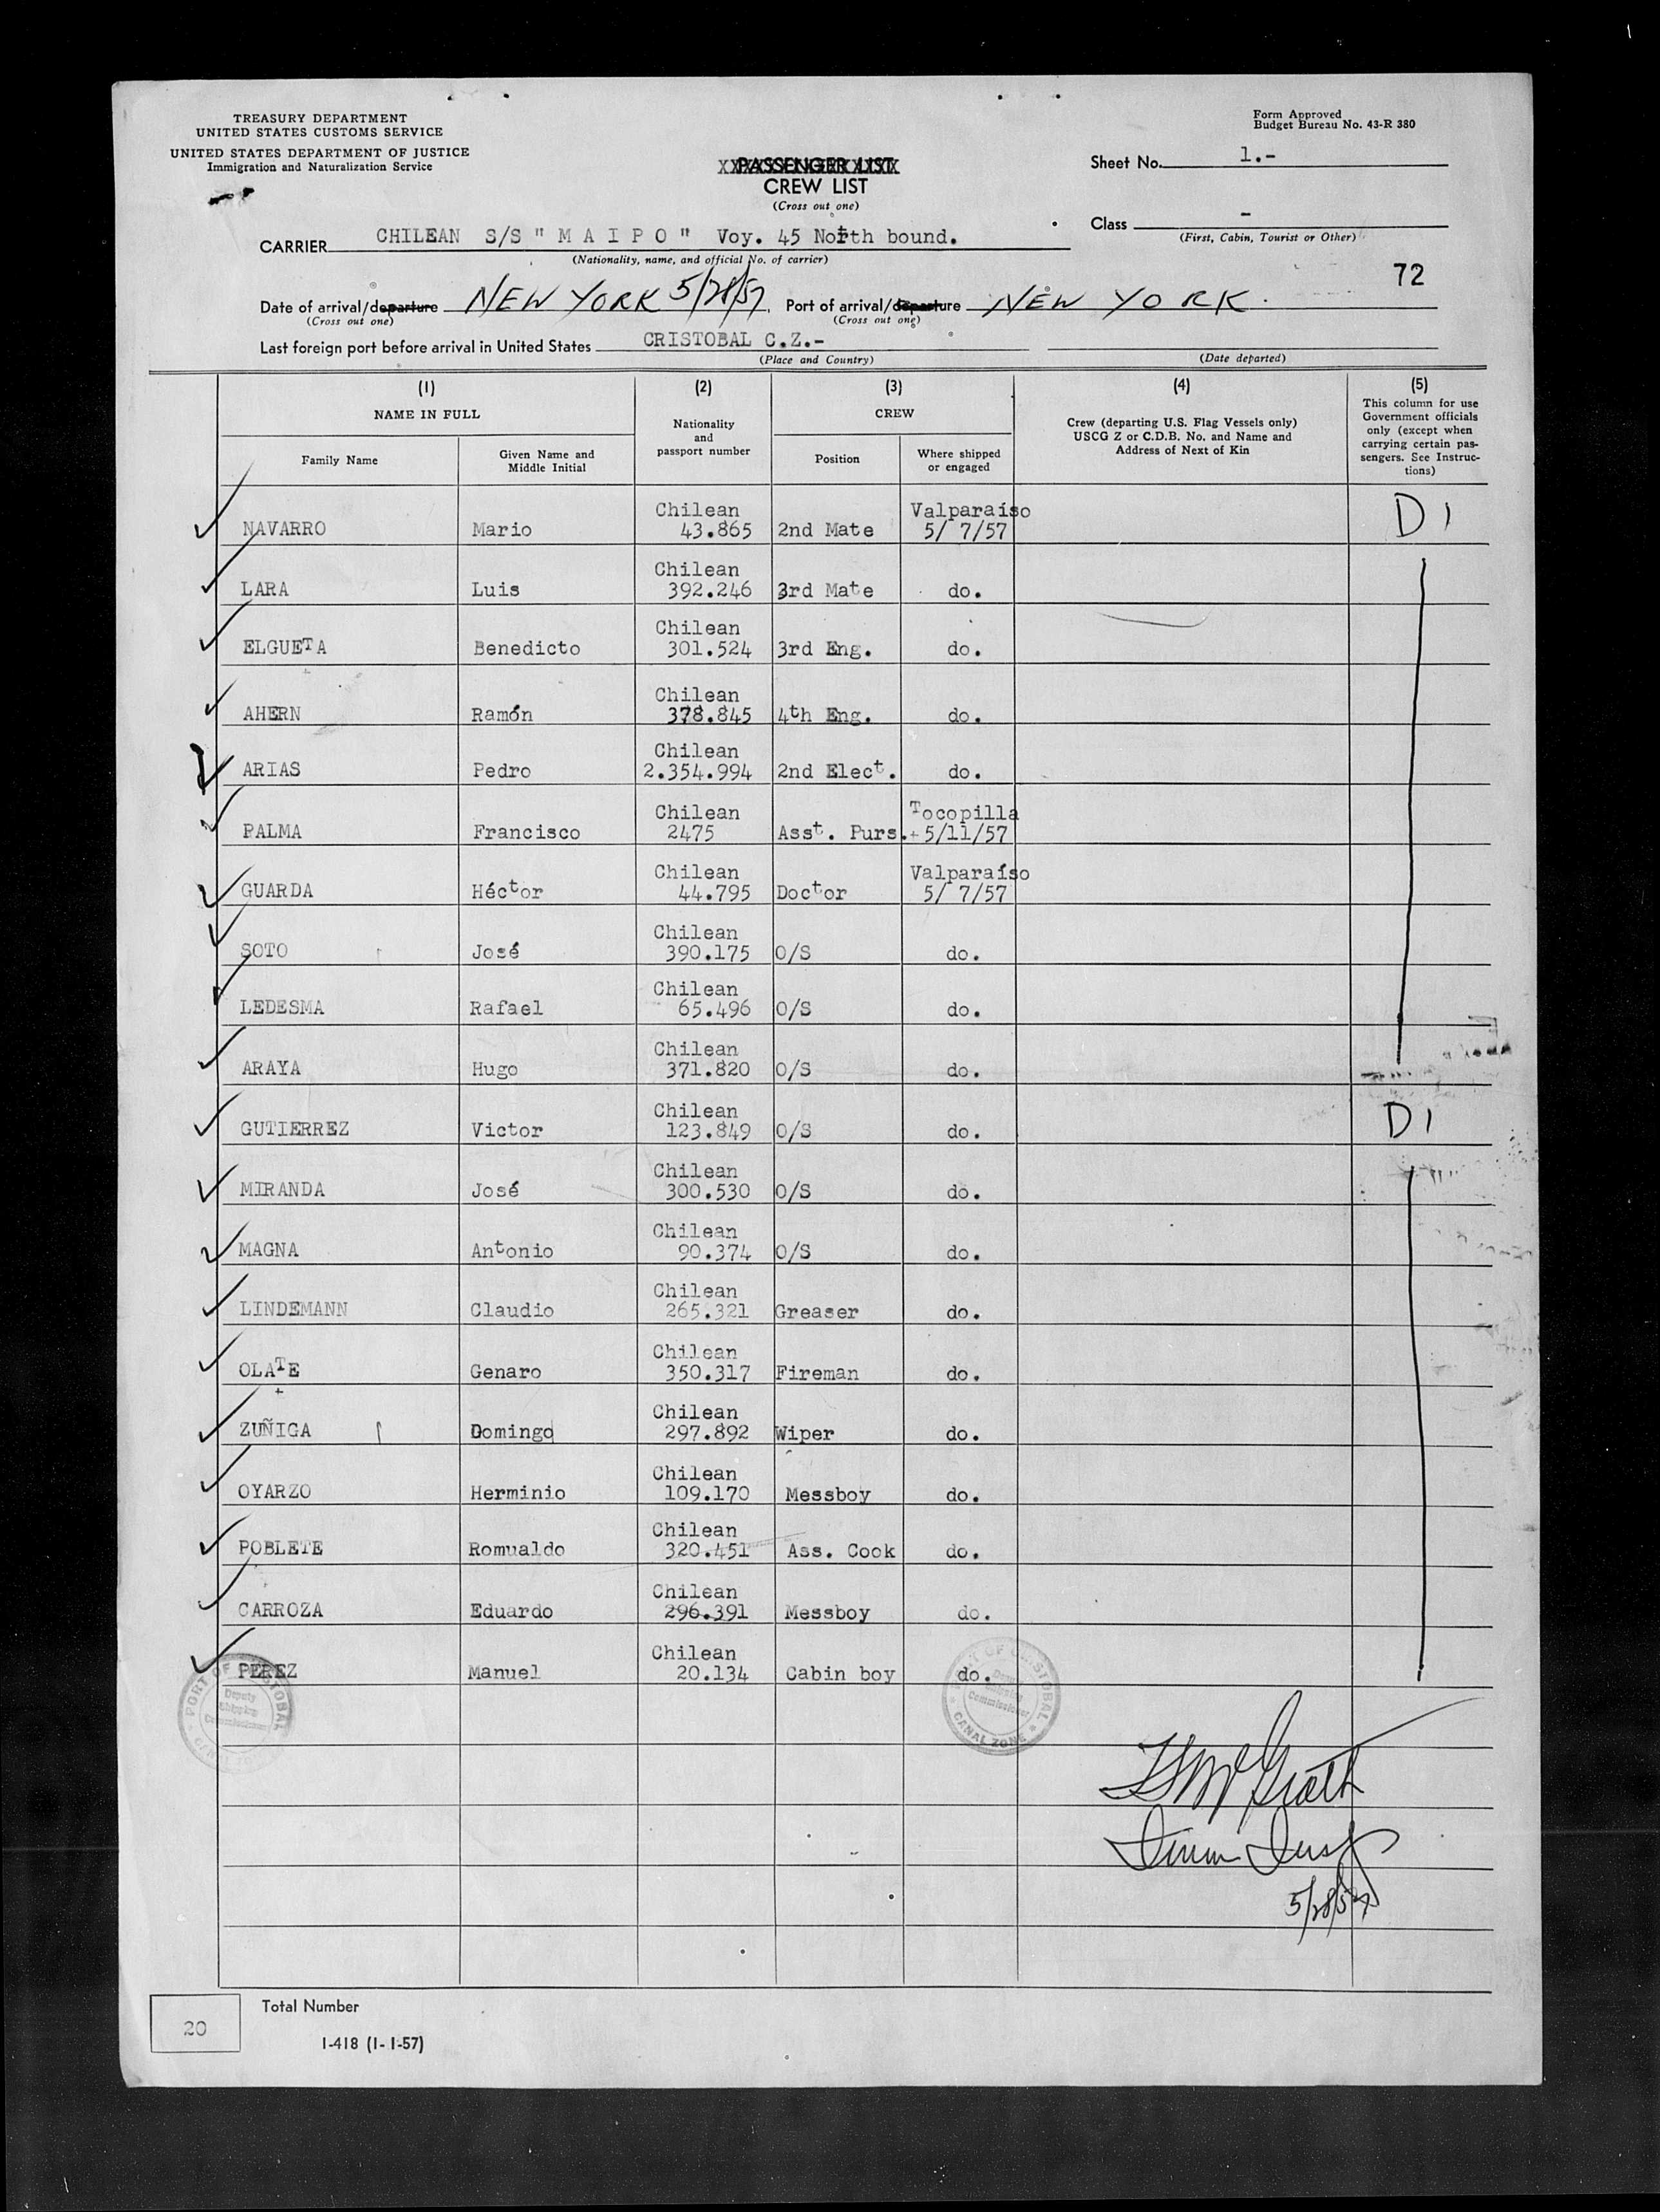 TREASURY DEPARTMENT
UNITED STATES CUSTOMS SERVICE
UNITED STATES DEPARTMENT OF JUSTICE
Immigration and Naturalization Service
Form Approved
Budget Bureau No. 43-R 380
PASSENGER LIST
CREW LIST
(Cross out one)
Sheet No. 1.-
Class -
(First, Cabin, Tourist or Other)
CARRIER CHILEAN S/S " M A I P O " Voy. 45 North bound.
(Nationality, name, and official No. of carrier)
72
Date of arrival/departure NEW YORK 5/28/57, Port of arrival/departure NEW YORK.
(Cross out one) (Cross out one)
Last foreign port before arrival in United States CRISTOBAL C.Z.-
(Place and Country) (Date departed)
(1) (2) (3) (4) (5)
NAME IN FULL
Family Name
Given Name and
Middle Initial
Nationality
and
passport number
CREW
Position
Where shipped
or engaged
Crew (departing U.S. Flag Vessels only)
USCG Z or C.D.B. No. and Name and
Address of Next of Kin
This column for use
Government officials
only (except when
carrying certain pas-
sengers. See Instruc-
tions)
Chilean Valparaíso
NAVARRO Mario 43.865 2nd Mate 5/ 7/57 D1
Chilean
LARA Luis 392.246 3rd Mate do.
Chilean
ELGUETA Benedicto 301.524 3rd Eng. do.
Chilean
AHERN Ramón 378.845 4th Eng. do.
Chilean
ARIAS Pedro 2.354.994 2nd Elect. do.
Chilean Tocopilla
PALMA Francisco 2475 Asst. Purs. 5/11/57
Chilean Valparaíso
GUARDA Héctor 44.795 Doctor 5/ 7/57
Chilean
SOTO José 390.175 O/S do.
Chilean
LEDESMA Rafael 65.496 O/S do.
Chilean
ARAYA Hugo 371.820 O/S do.
Chilean
GUTIERREZ Victor 123.849 O/S do. D1
Chilean
MIRANDA José 300.530 O/S do.
Chilean
MAGNA Antonio 90.374 O/S do.
Chilean
LINDEMANN Claudio 265.321 Greaser do.
Chilean
OLATE Genaro 350.317 Fireman do.
Chilean
ZUÑIGA Domingo 297.892 Wiper do.
Chilean
OYARZO Herminio 109.170 Messboy do.
Chilean
POBLETE Romualdo 320.451 Ass. Cook do.
Chilean
CARROZA Eduardo 296.391 Messboy do.
Chilean
PEREZ Manuel 20.134 Cabin boy do.
PORT OF CRISTOBAL
Deputy
Shipping
Commissioner
PORT OF CRISTOBAL
Deputy
Shipping
Commissioner
CANAL ZONE
5/28/57
20
Total Number
I-418 (1-1-57)